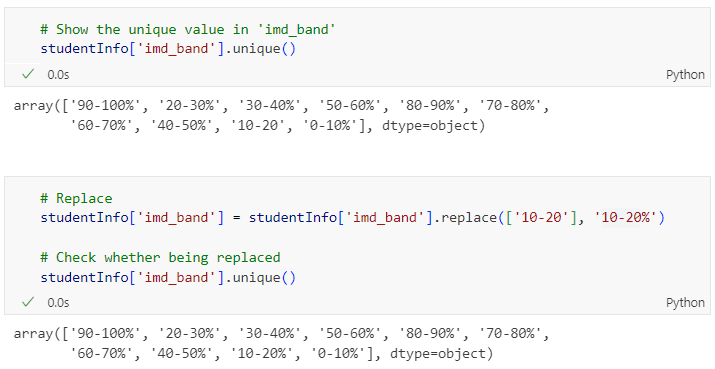 # Show the unique value in 'imd_band'
studentInfo['imd_band'].unique()
✓ 0.0s
Python
array(['90-100%', '20-30%', '30-40%', '50-60%', '80-90%', '70-80%',
'60-70%', '40-50%', '10-20', '0-10%'], dtype=object)
# Replace
studentInfo['imd_band'] = studentInfo['imd_band'].replace(['10-20'], '10-20%')
# Check whether being replaced
studentInfo['imd_band'].unique()
✓ 0.0s
Python
array(['90-100%', '20-30%', '30-40%', '50-60%', '80-90%', '70-80%',
'60-70%', '40-50%', '10-20%', '0-10%'], dtype=object)